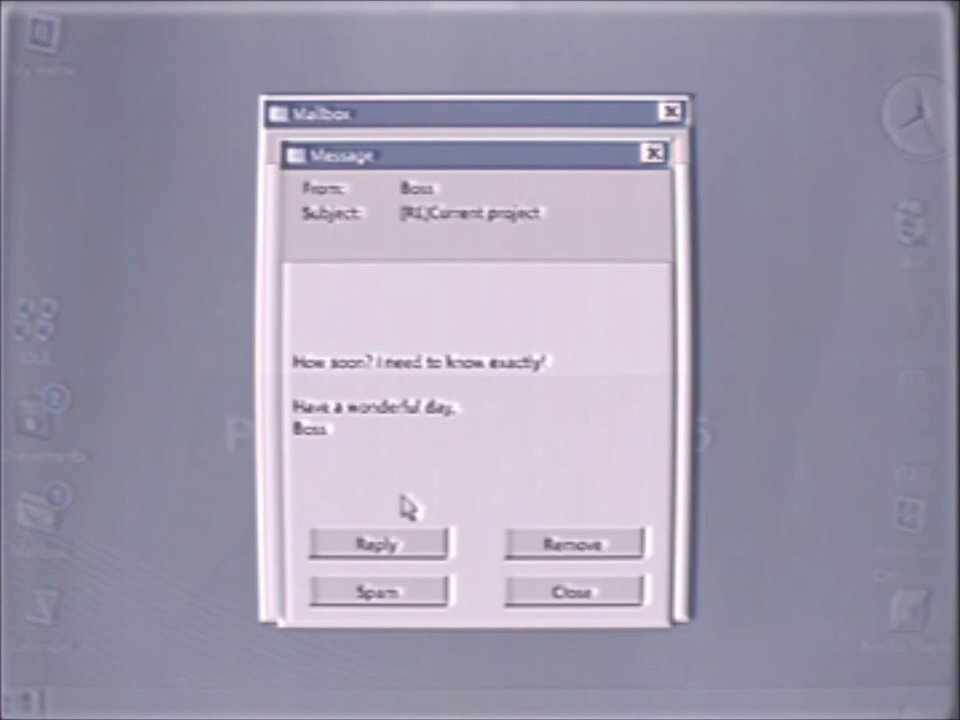 Mailbox
Message
From: Boss
Subject: [RE]Current project
How soon? I need to know exactly!
Have a wonderful day,
Boss
Reply
Remove
Spam
Close